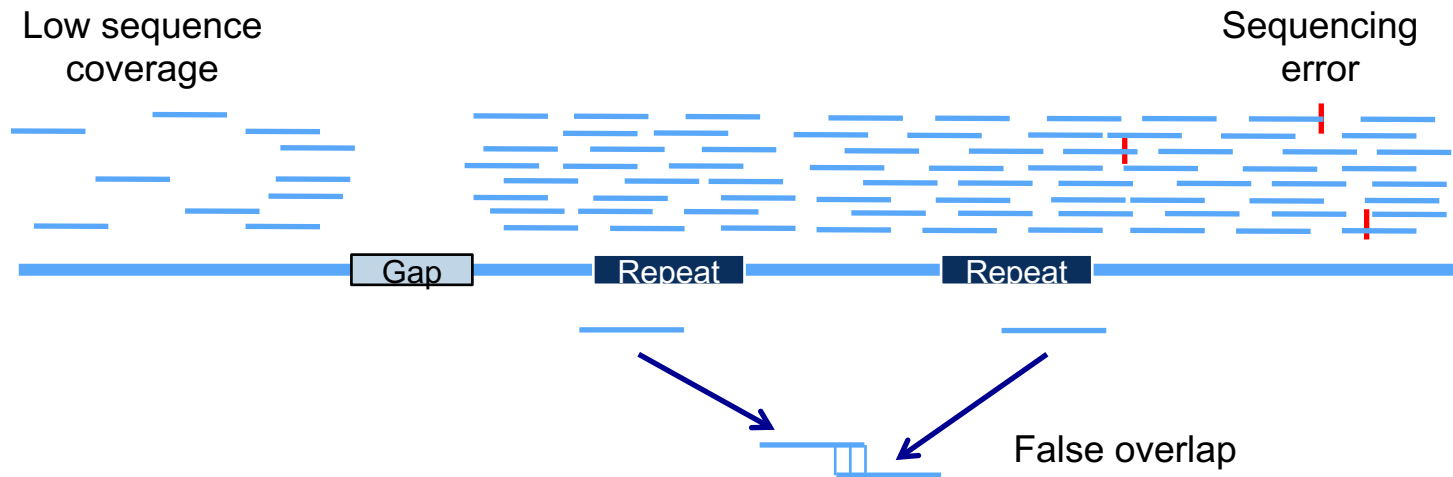 Low sequence
coverage
Sequencing
error
Gap
Repeat
Repeat
False overlap